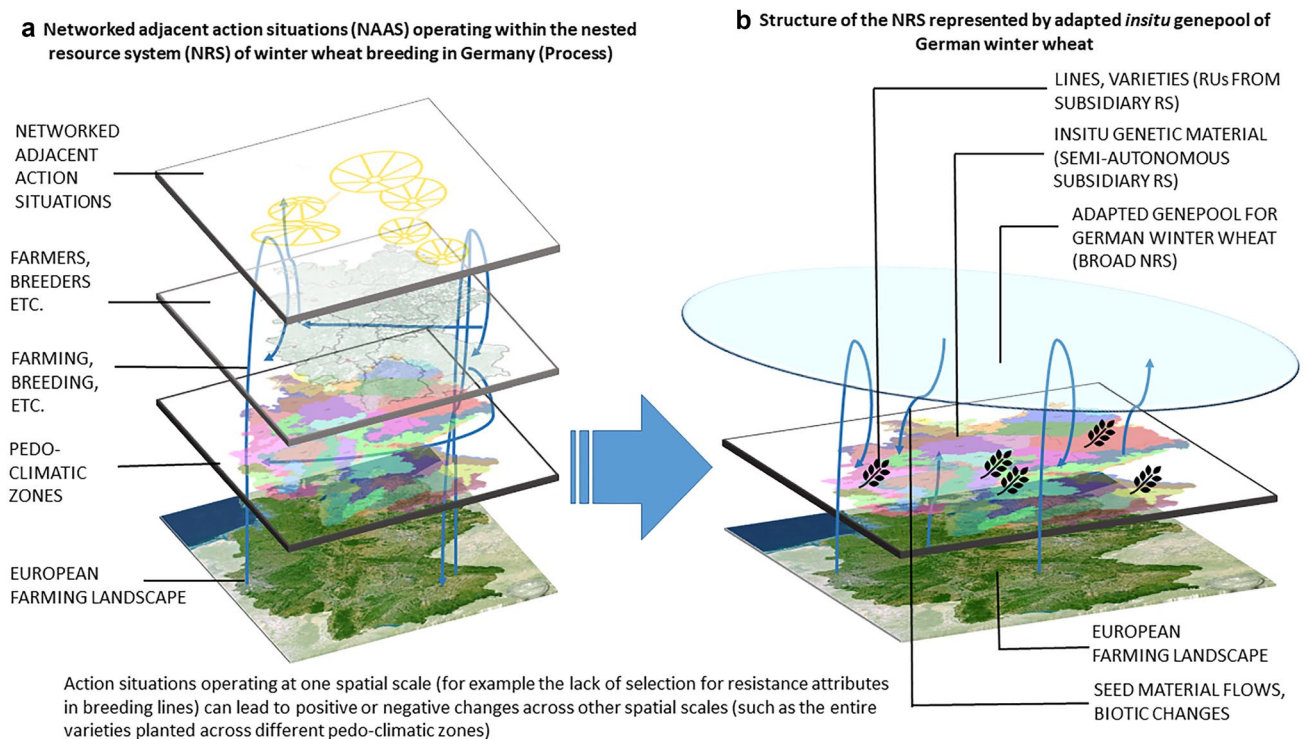 a Networked adjacent action situations (NAAS) operating within the nested
resource system (NRS) of winter wheat breeding in Germany (Process)
NETWORKED
ADJACENT
ACTION
SITUATIONS
FARMERS,
BREEDERS
ETC.
FARMING,
BREEDING,
ETC.
PEDO-
CLIMATIC
ZONES
EUROPEAN
FARMING LANDSCAPE
b Structure of the NRS represented by adapted insitu genepool of
German winter wheat
LINES, VARIETIES (RUs FROM
SUBSIDIARY RS)
INSITU GENETIC MATERIAL
(SEMI-AUTONOMOUS
SUBSIDIARY RS)
ADAPTED GENEPOOL FOR
GERMAN WINTER WHEAT
(BROAD NRS)
EUROPEAN
FARMING LANDSCAPE
SEED MATERIAL FLOWS,
BIOTIC CHANGES
Action situations operating at one spatial scale (for example the lack of selection for resistance attributes
in breeding lines) can lead to positive or negative changes across other spatial scales (such as the entire
varieties planted across different pedo-climatic zones)